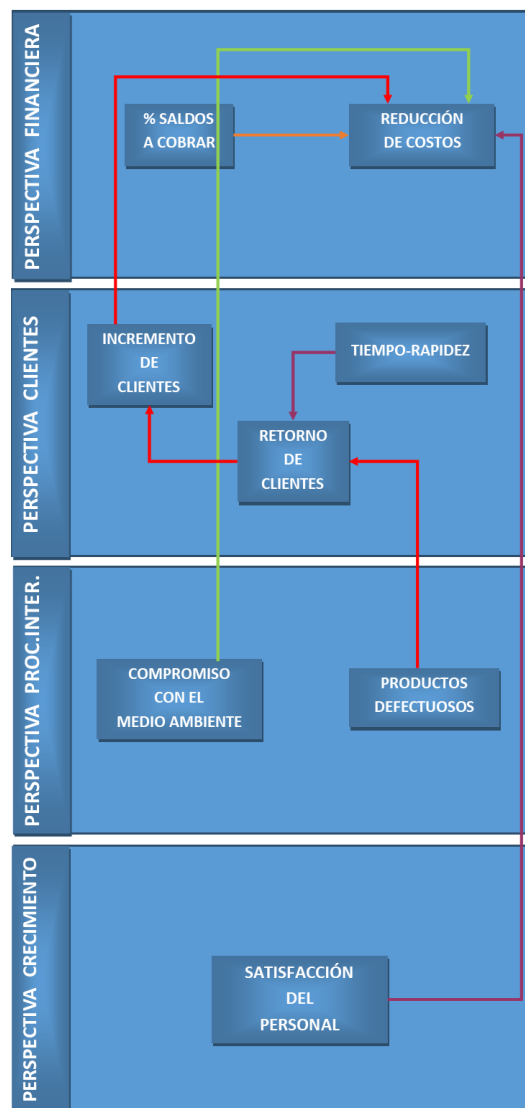 PERSPECTIVA FINANCIERA
% SALDOS
A COBRAR
REDUCCIÓN
DE COSTOS
PERSPECTIVA CLIENTES
INCREMENTO
DE
CLIENTES
TIEMPO-RAPIDEZ
RETORNO
DE
CLIENTES
PERSPECTIVA PROC.INTER.
COMPROMISO
CON EL
MEDIO AMBIENTE
PRODUCTOS
DEFECTUOSOS
PERSPECTIVA CRECIMIENTO
SATISFACCIÓN
DEL
PERSONAL